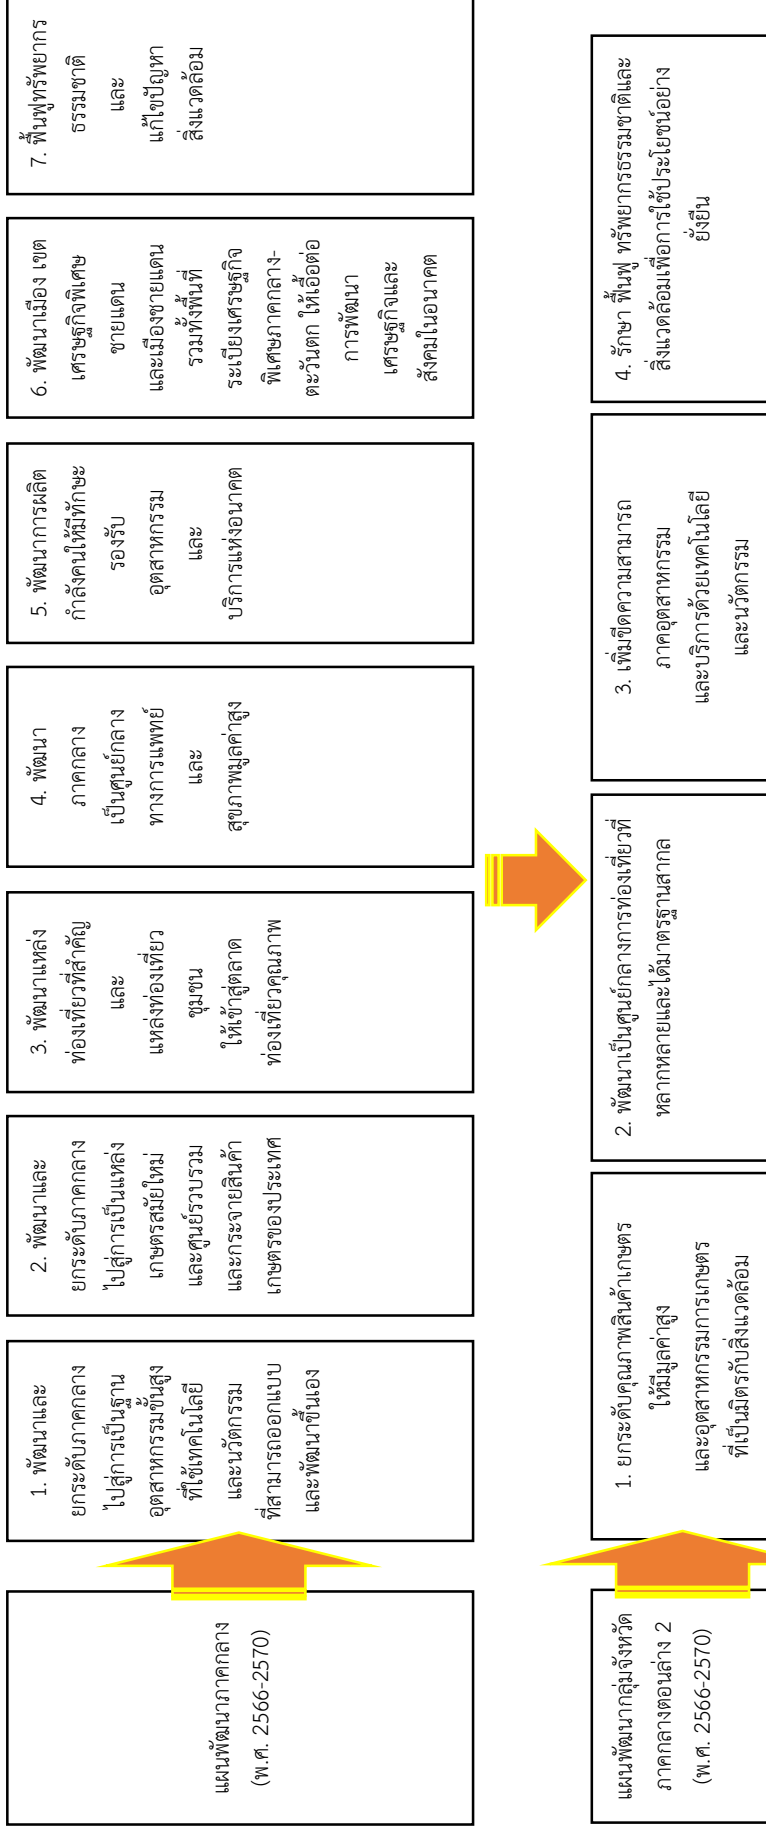 แผนพัฒนาภาคกลาง
(พ.ศ. 2566-2570)
1. พัฒนาและ
ยกระดับภาคกลาง
ไปสู่การเป็นฐาน
อุตสาหกรรมขั้นสูง
ที่ใช้เทคโนโลยี
และนวัตกรรม
ที่สามารถออกแบบ
และพัฒนาขึ้นเอง
2. พัฒนาและ
ยกระดับภาคกลาง
ไปสู่การเป็นแหล่ง
เกษตรสมัยใหม่
และศูนย์รวบรวม
และกระจายสินค้า
เกษตรของประเทศ
3. พัฒนาแหล่ง
ท่องเที่ยวที่สำคัญ
และ
แหล่งท่องเที่ยว
ชุมชน
ให้เข้าสู่ตลาด
ท่องเที่ยวคุณภาพ
4. พัฒนา
ภาคกลาง
เป็นศูนย์กลาง
ทางการแพทย์
และ
สุขภาพมูลค่าสูง
5. พัฒนาการผลิต
กำลังคนให้มีทักษะ
รองรับ
อุตสาหกรรม
และ
บริการแห่งอนาคต
6. พัฒนาเมือง เขต
เศรษฐกิจพิเศษ
ชายแดน
และเมืองชายแดน
รวมทั้งพื้นที่
ระเบียงเศรษฐกิจ
พิเศษภาคกลาง-
ตะวันตก ให้เอื้อต่อ
การพัฒนา
เศรษฐกิจและ
สังคมในอนาคต
7. ฟื้นฟูทรัพยากร
ธรรมชาติ
และ
แก้ไขปัญหา
สิ่งแวดล้อม
แผนพัฒนากลุ่มจังหวัด
ภาคกลางตอนล่าง 2
(พ.ศ. 2566-2570)
1. ยกระดับคุณภาพสินค้าเกษตร
ให้มีมูลค่าสูง
และอุตสาหกรรมการเกษตร
ที่เป็นมิตรกับสิ่งแวดล้อม
2. พัฒนาเป็นศูนย์กลางการท่องเที่ยวที่
หลากหลายและได้มาตรฐานสากล
3. เพิ่มขีดความสามารถ
ภาคอุตสาหกรรม
และบริการด้วยเทคโนโลยี
และนวัตกรรม
4. รักษา ฟื้นฟู ทรัพยากรธรรมชาติและ
สิ่งแวดล้อมเพื่อการใช้ประโยชน์อย่าง
ยั่งยืน